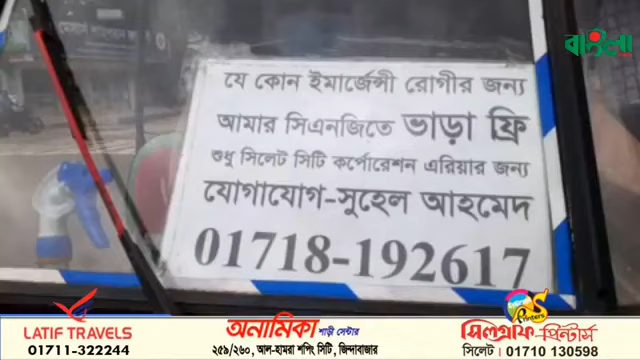 বাংলা
যে কোন ইমার্জেন্সী রোগীর জন্য
আমার সিএনজিতে ভাড়া ফ্রি
শুধু সিলেট সিটি কর্পোরেশন এরিয়ার জন্য
যোগাযোগ-সুহেল আহমেদ
01718-192617
LATIF TRAVELS
01711-322244
অনামিকা শাড়ী সেন্টার
২৫৯/২৬০, আল-হামরা শপিং সিটি, জিন্দাবাজার
সিলগ্রাফি-প্রিন্টার্স
সিলেট : 01710 130598